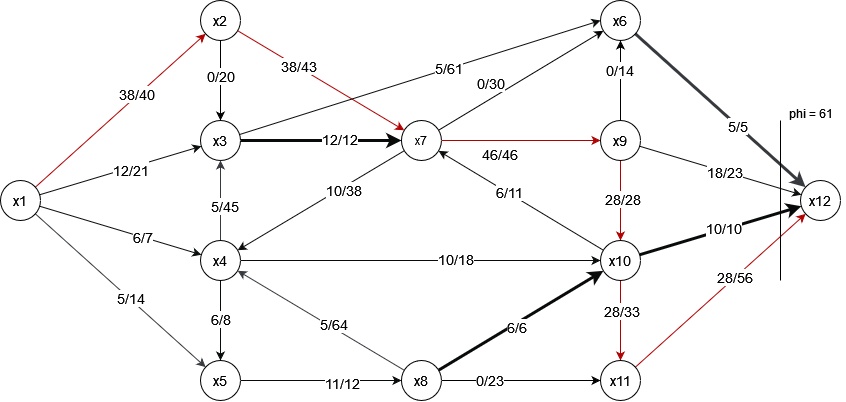 x2
x6
38/40
0/20
38/43
5/61
0/30
0/14
5/5
phi = 61
x3
12/12
x7
46/46
x9
18/23
12/21
x1
6/7
5/45
10/38
6/11
28/28
x12
10/10
x4
10/18
x10
5/14
6/8
5/64
6/6
28/33
28/56
x5
11/12
x8
0/23
x11